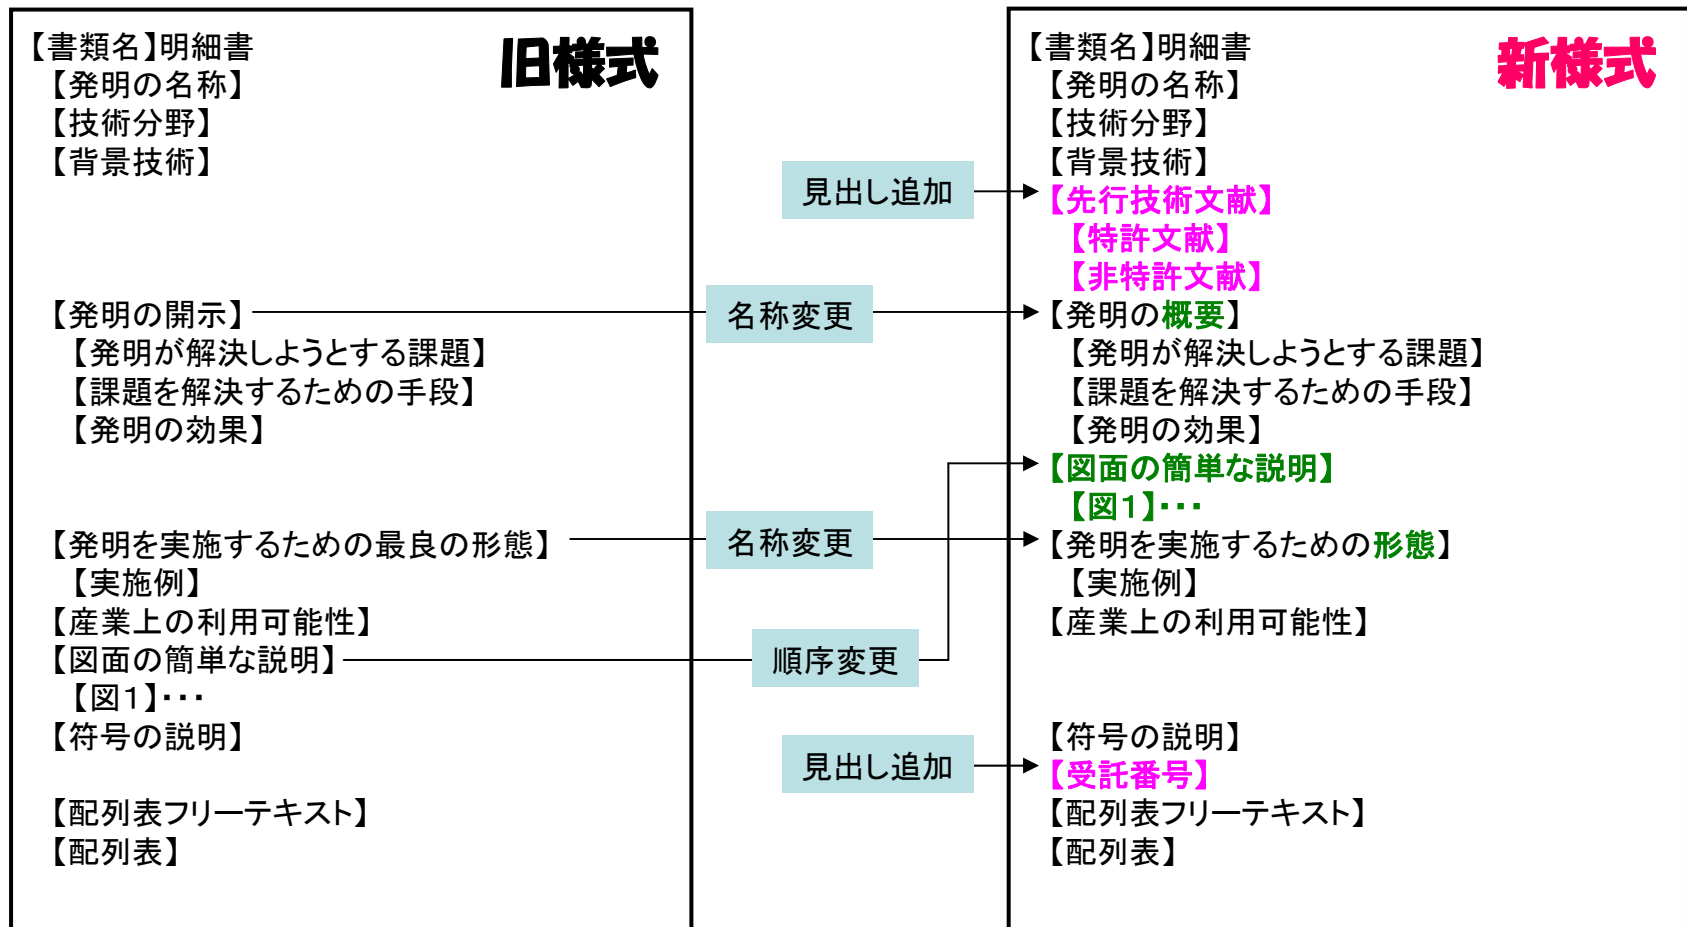 旧様式
【書類名】明細書
【発明の名称】
【技術分野】
【背景技術】
【発明の開示】
【発明が解決しようとする課題】
【課題を解決するための手段】
【発明の効果】
【発明を実施するための最良の形態】
【実施例】
【産業上の利用可能性】
【図面の簡単な説明】
【図1】・・・
【符号の説明】
【配列表フリーテキスト】
【配列表】
見出し追加
名称変更
名称変更
順序変更
見出し追加
新様式
【書類名】明細書
【発明の名称】
【技術分野】
【背景技術】
【先行技術文献】
【特許文献】
【非特許文献】
【発明の概要】
【発明が解決しようとする課題】
【課題を解決するための手段】
【発明の効果】
【図面の簡単な説明】
【図1】・・・
【発明を実施するための形態】
【実施例】
【産業上の利用可能性】
【符号の説明】
【受託番号】
【配列表フリーテキスト】
【配列表】